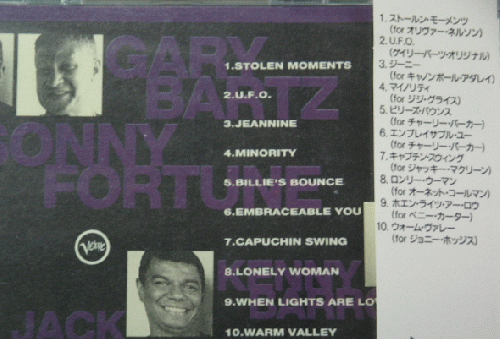 GARY
BARTZ
SONNY
FORTUNE
KENNY
BARR
JACK
Verve
1.STOLEN MOMENTS
2.U.F.O.
3.JEANNINE
4.MINORITY
5.BILLIE'S BOUNCE
6.EMBRACEABLE YOU
7.CAPUCHIN SWING
8.LONELY WOMAN
9.WHEN LIGHTS ARE LO
10.WARM VALLEY
1. ストールン・モーメンツ
(for オリヴァー・ネルソン)
2. U.F.O.
(ゲイリー・バーツ・オリジナル)
3. ジーニー
(for キャノンボール・アダレイ)
4. マイノリティ
(for ジジ・グライス)
5. ビリーズ・バウンス
(for チャーリー・パーカー)
6. エンブレイサブル・ユー
(for チャーリー・パーカー)
7. キャプテン・スウィング
(for ジャッキー・マクリーン)
8. ロンリー・ウーマン
(for オーネット・コールマン)
9. ホエン・ライツ・アー・ロウ
(for ベニー・カーター)
10. ウォーム・ヴァレー
(for ジョニー・ホッジス)